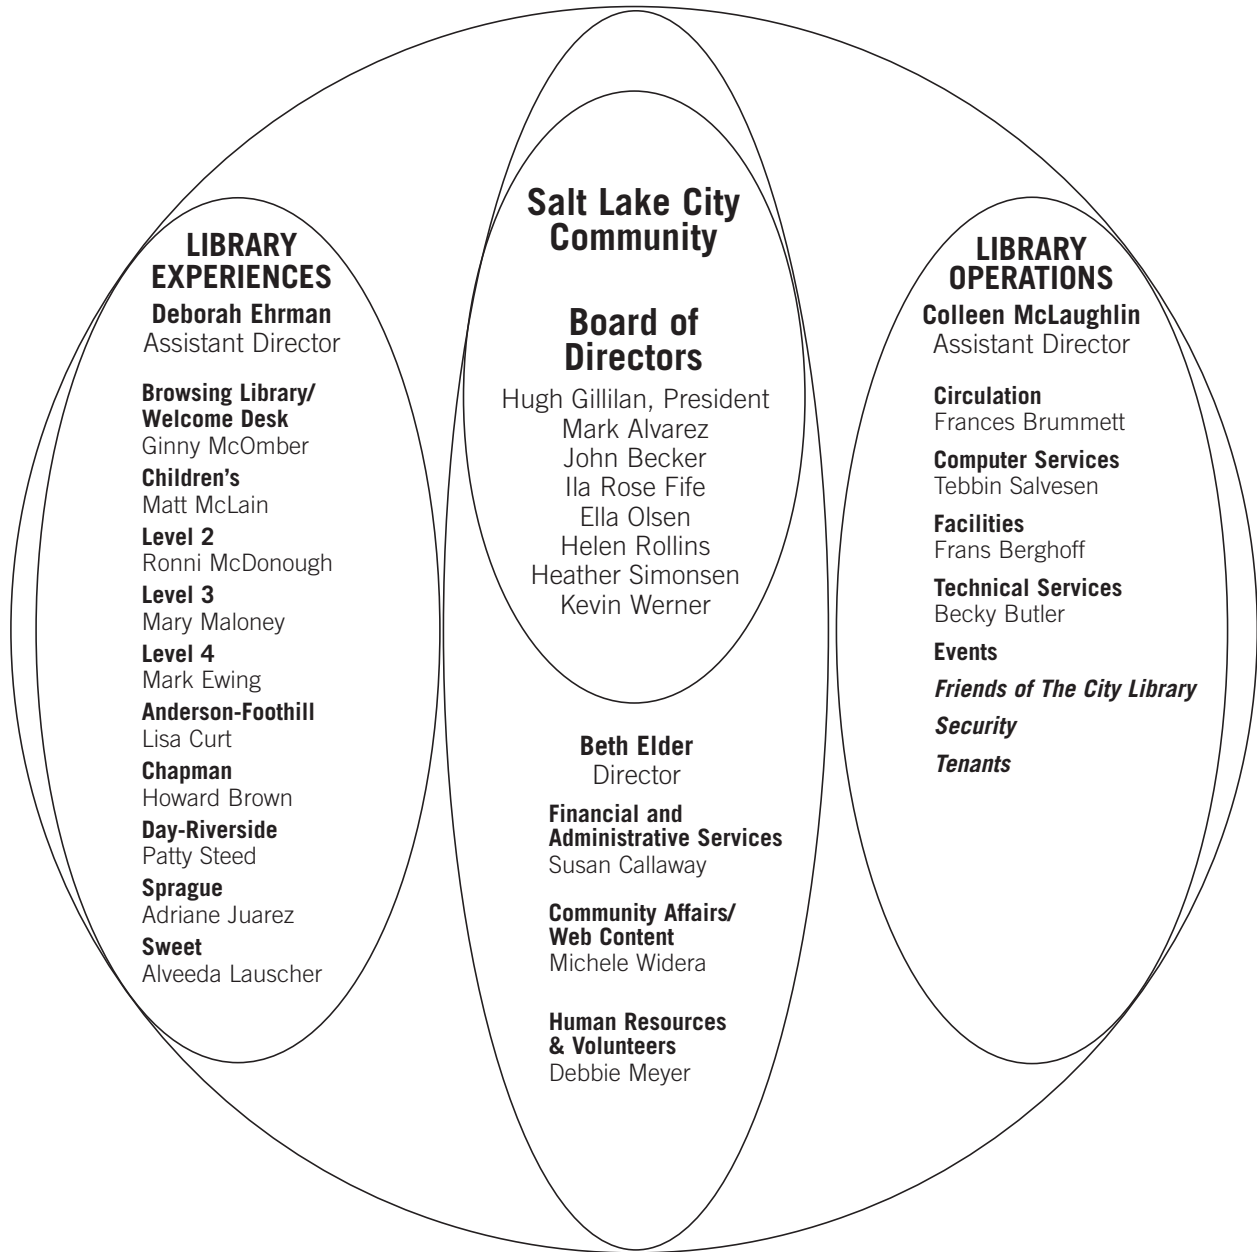 LIBRARY
EXPERIENCES
Deborah Ehrman
Assistant Director
Browsing Library/
Welcome Desk
Ginny McOmber
Children's
Matt McLain
Level 2
Ronni McDonough
Level 3
Mary Maloney
Level 4
Mark Ewing
Anderson-Foothill
Lisa Curt
Chapman
Howard Brown
Day-Riverside
Patty Steed
Sprague
Adriane Juarez
Sweet
Alveeda Lauscher
Salt Lake City
Community
Board of
Directors
Hugh Gillilan, President
Mark Alvarez
John Becker
Ila Rose Fife
Ella Olsen
Helen Rollins
Heather Simonsen
Kevin Werner
Beth Elder
Director
Financial and
Administrative Services
Susan Callaway
Community Affairs/
Web Content
Michele Widera
Human Resources
& Volunteers
Debbie Meyer
LIBRARY
OPERATIONS
Colleen McLaughlin
Assistant Director
Circulation
Frances Brummett
Computer Services
Tebbin Salvesen
Facilities
Frans Berghoff
Technical Services
Becky Butler
Events
Friends of The City Library
Security
Tenants